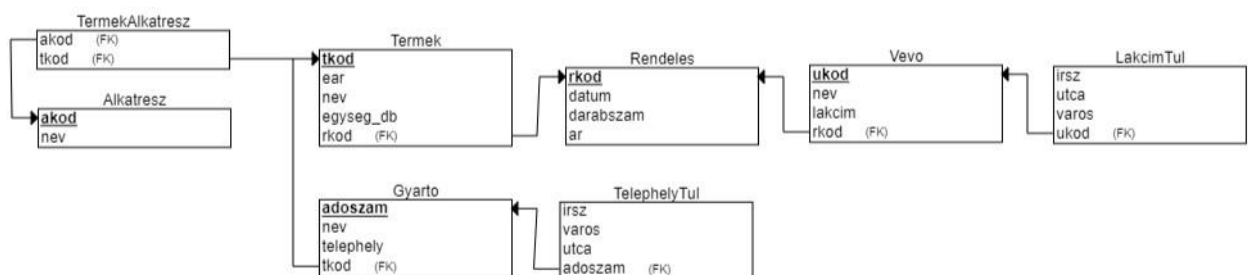 TermekAlkatresz
akod (FK)
tkod (FK)
Alkatresz
akod
nev
Termek
tkod
ear
nev
egyseg_db
rkod (FK)
Rendeles
rkod
datum
darabszam
ar
Vevo
ukod
nev
lakcim
rkod (FK)
LakcimTul
irsz
utca
varos
ukod (FK)
Gyarto
adoszam
nev
telephely
tkod (FK)
TelephelyTul
irsz
varos
utca
adoszam (FK)